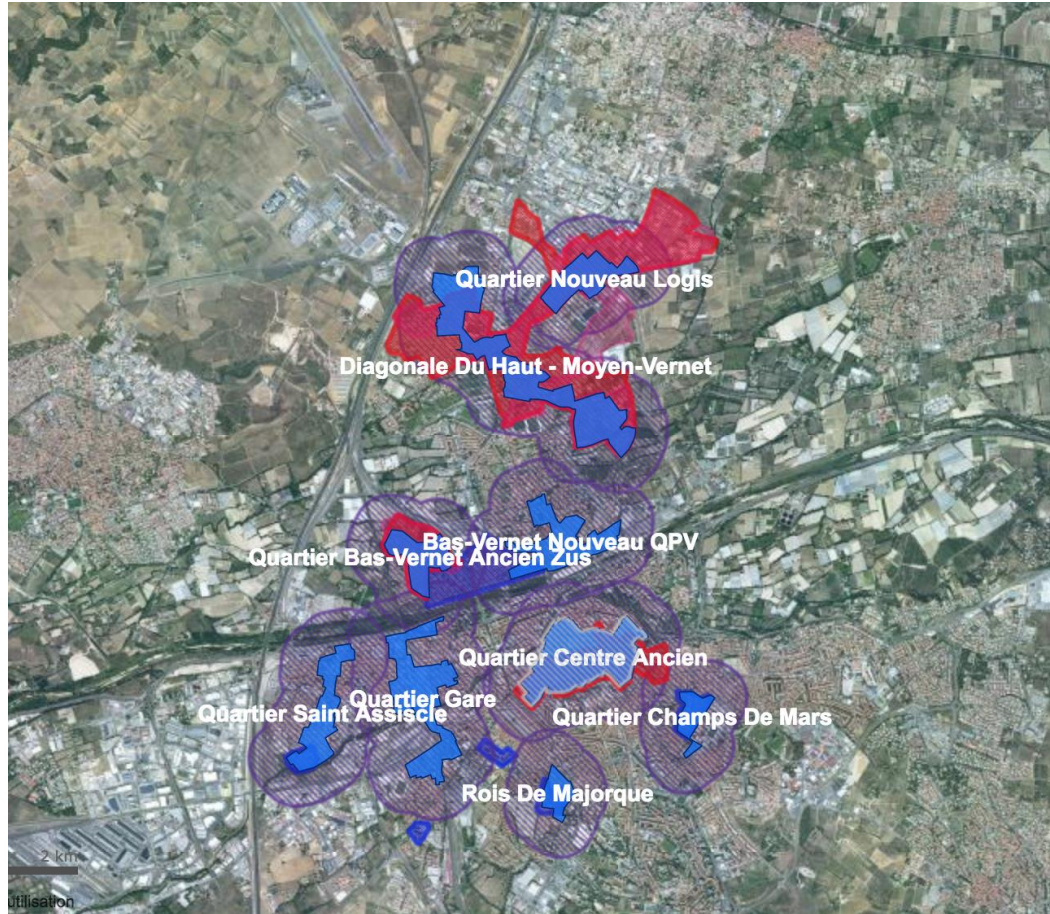 Quartier Nouveau Logis
Diagonale Du Haut - Moyen-Vernet
Bas-Vernet Nouveau QPV
Quartier Bas-Vernet Ancien Zus
Quartier Centre Ancien
Quartier Gare
Quartier Saint Assiscle
Quartier Champs De Mars
Rois De Majorque
2 km
utilisation